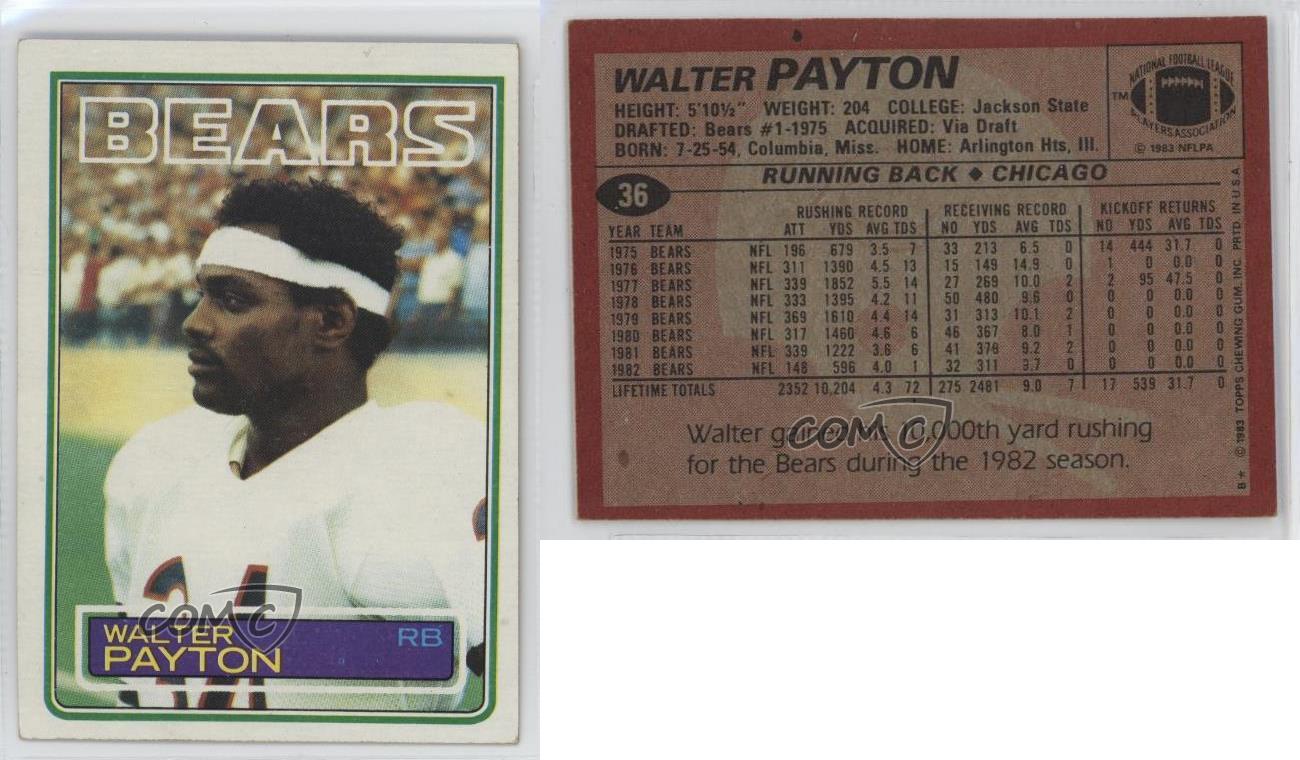 BEARS
34
WALTER
PAYTON
RB
COMC
WALTER PAYTON
HEIGHT: 5'10½" WEIGHT: 204 COLLEGE: Jackson State
DRAFTED: Bears #1-1975 ACQUIRED: Via Draft
BORN: 7-25-54, Columbia, Miss. HOME: Arlington Hts, Ill.
TM
NATIONAL FOOTBALL LEAGUE
PLAYERS ASSOCIATION
© 1983 NFLPA
36
RUNNING BACK ♦ CHICAGO
RUSHING RECORD RECEIVING RECORD KICKOFF RETURNS
YEAR TEAM ATT YDS AVG TDS NO YDS AVG TDS NO YDS AVG TDS
1975 BEARS NFL 196 679 3.5 7 33 213 6.5 0 14 444 31.7 0
1976 BEARS NFL 311 1390 4.5 13 15 149 14.9 0 1 0 0.0 0
1977 BEARS NFL 339 1852 5.5 14 27 269 10.0 2 2 95 47.5 0
1978 BEARS NFL 333 1395 4.2 11 50 480 9.6 0 0 0 0.0 0
1979 BEARS NFL 369 1610 4.4 14 31 313 10.1 2 0 0 0.0 0
1980 BEARS NFL 317 1460 4.6 6 46 367 8.0 1 0 0 0.0 0
1981 BEARS NFL 339 1222 3.6 6 41 376 9.2 2 0 0 0.0 0
1982 BEARS NFL 148 596 4.0 1 32 311 9.7 0 0 0 0.0 0
LIFETIME TOTALS 2352 10,204 4.3 72 275 2481 9.0 7 17 539 31.7 0
Walter gained his 10,000th yard rushing
for the Bears during the 1982 season.
COMC
B* © 1983 TOPPS CHEWING GUM, INC. PRTD. IN U.S.A.